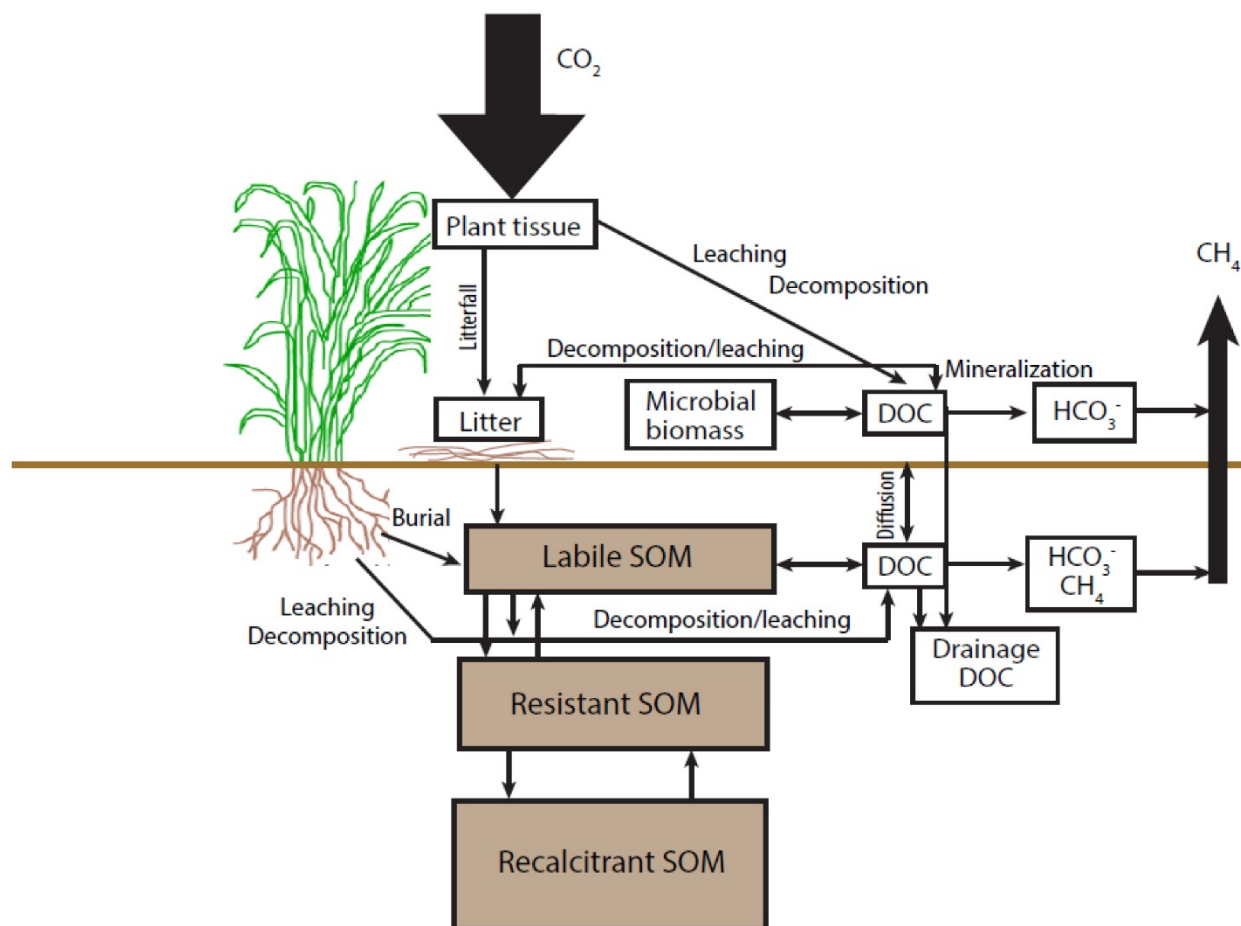 CO₂
Plant tissue
Leaching
Decomposition
CH₄
Litterfall
Decomposition/leaching
Mineralization
Litter
Microbial
biomass
DOC
HCO₃⁻
Diffusion
Burial
Labile SOM
DOC
HCO₃⁻
CH₄
Leaching
Decomposition
Decomposition/leaching
Drainage
DOC
Resistant SOM
Recalcitrant SOM